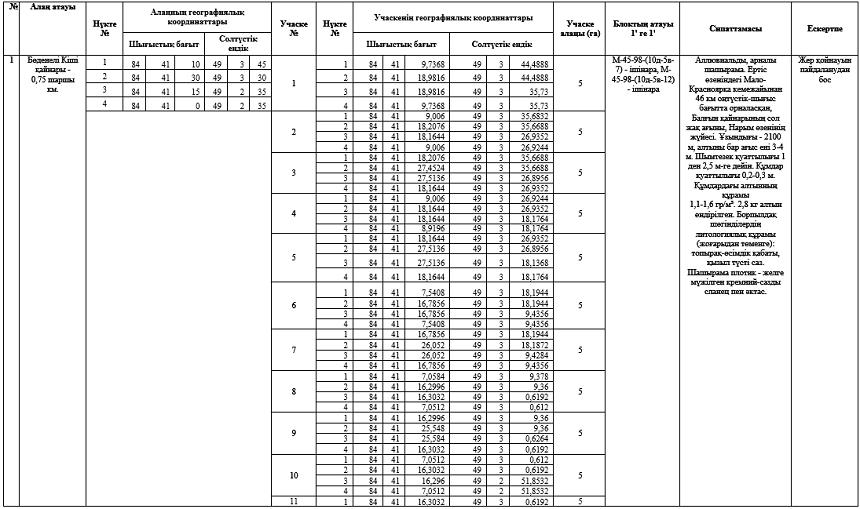 № Алаң атауы Нүкте № Алаңның географиялық координаттары Учаске № Нүкте № Учаскенің географиялық координаттары Учаске алаңы (га) Блоктың атауы 1' ге 1' Сипаттамасы Ескертпе
Шығыстық бағыт Солтүстік ендік Шығыстық бағыт Солтүстік ендік
1 Беденелі Кіші қайнары - 0,75 шаршы км.
1 84 41 10 49 3 45
2 84 41 30 49 3 30
3 84 41 15 49 2 35
4 84 41 0 49 2 35
1
1 84 41 9,7368 49 3 44,4888
2 84 41 18,9816 49 3 44,4888
3 84 41 18,9816 49 3 35,73
4 84 41 9,7368 49 3 35,73
5
2
1 84 41 9,006 49 3 35,6832
2 84 41 18,2076 49 3 35,6688
3 84 41 18,1644 49 3 26,9352
4 84 41 9,006 49 3 26,9244
5
3
1 84 41 18,2076 49 3 35,6688
2 84 41 27,4524 49 3 35,6688
3 84 41 27,5136 49 3 26,8956
4 84 41 18,1644 49 3 26,9352
5
4
1 84 41 9,006 49 3 26,9244
2 84 41 18,1644 49 3 26,9352
3 84 41 18,1644 49 3 18,1764
4 84 41 8,9196 49 3 18,1764
5
5
1 84 41 18,1644 49 3 26,9352
2 84 41 27,5136 49 3 26,8956
3 84 41 27,5136 49 3 18,1368
4 84 41 18,1644 49 3 18,1764
5
6
1 84 41 7,5408 49 3 18,1944
2 84 41 16,7856 49 3 18,1944
3 84 41 16,7856 49 3 9,4356
4 84 41 7,5408 49 3 9,4356
5
7
1 84 41 16,7856 49 3 18,1944
2 84 41 26,052 49 3 18,1872
3 84 41 26,052 49 3 9,4284
4 84 41 16,7856 49 3 9,4356
5
8
1 84 41 7,0584 49 3 9,378
2 84 41 16,2996 49 3 9,36
3 84 41 16,3032 49 3 0,6192
4 84 41 7,0512 49 3 0,612
5
9
1 84 41 16,2996 49 3 9,36
2 84 41 25,548 49 3 9,36
3 84 41 25,584 49 3 0,6264
4 84 41 16,3032 49 3 0,6192
5
10
1 84 41 7,0512 49 3 0,612
2 84 41 16,3032 49 3 0,6192
3 84 41 16,296 49 2 51,8532
4 84 41 7,0512 49 2 51,8532
5
11 1 84 41 16,3032 49 3 0,6192 5
М-45-98-(10д-5в-
7) - ішінара, М-
45-98-(10д-5в-12)
- ішінара
Аллювиальды, арналы
шашырама. Ертіс
өзеніндегі Мало-
Красноярка кемежайынан
46 км оңтүстік-шығыс
бағытта орналасқан,
Балғын қайнарының сол
жақ ағыны, Нарым өзенінің
жүйесі. Ұзындығы - 2100
м, алтыны бар ағыс ені 3-4
м. Шымтезек қуаттылығы 1
ден 2,5 м-ге дейін. Құмдар
қуаттылығы 0,2-0,3 м.
Құмдардағы алтынның
құрамы
1,1-1,6 гр/м³. 2,8 кг алтын
өндірілген. Борпылдақ
шөгінділердің
литологиялық құрамы
(жоғарыдан төменге):
топырақ-өсімдік қабаты,
қызыл түсті саз.
Шашырама плотик - желге
мүжілген кремний-сазды
сланец пен әктас.
Жер қойнауын
пайдаланудан
бос